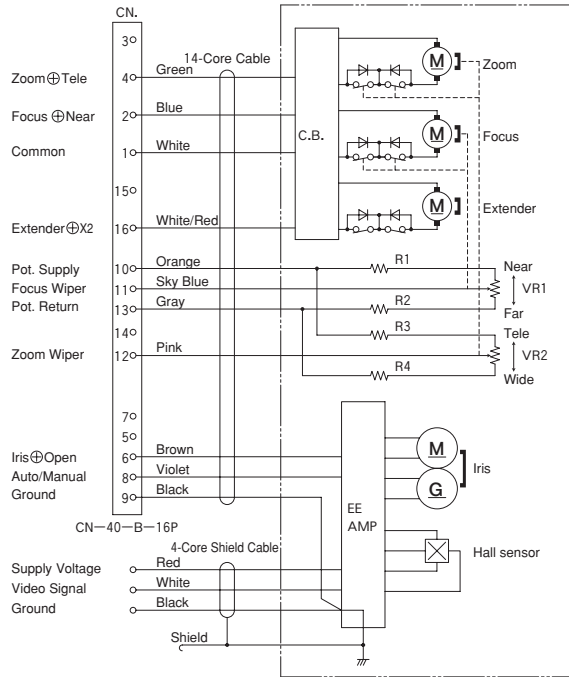 CN.
3
14-Core Cable
Zoom⊕Tele 4 Green M Zoom
Focus ⊕Near 2 Blue
C.B. M Focus
Common 1 White
15
M Extender
Extender⊕X2 16 White/Red
Pot. Supply 10 Orange R1 Near
Focus Wiper 11 Sky Blue VR1
Pot. Return 13 Gray R2 Far
14 R3 Tele
Zoom Wiper 12 Pink VR2
R4 Wide
7
5
Iris⊕Open 6 Brown M
Auto/Manual 8 Violet Iris
Ground 9 Black G
EE
AMP
CN-40-B-16P
4-Core Shield Cable
Hall sensor
Supply Voltage Red
Video Signal White
Ground Black
Shield